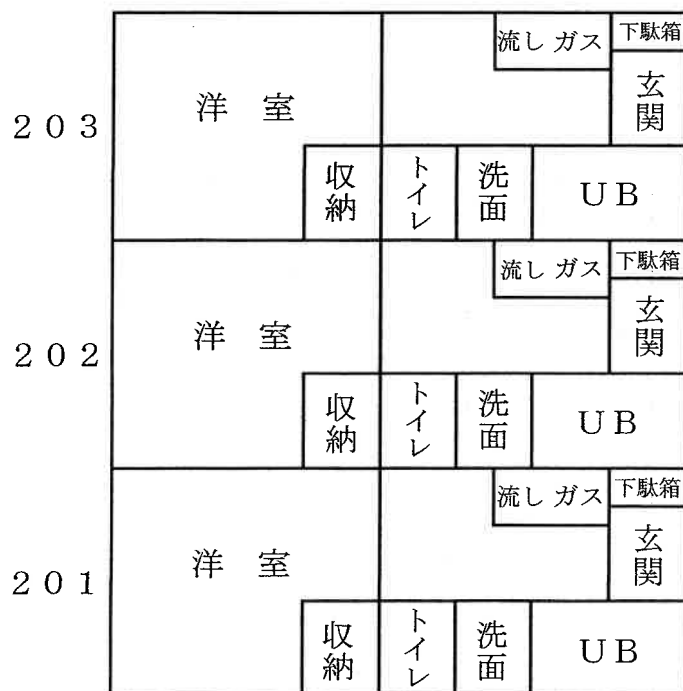 流し ガス
下駄箱
203
洋 室
玄関
収納
トイレ
洗面
UB
流し ガス
下駄箱
202
洋 室
玄関
収納
トイレ
洗面
UB
流し ガス
下駄箱
201
洋 室
玄関
収納
トイレ
洗面
UB